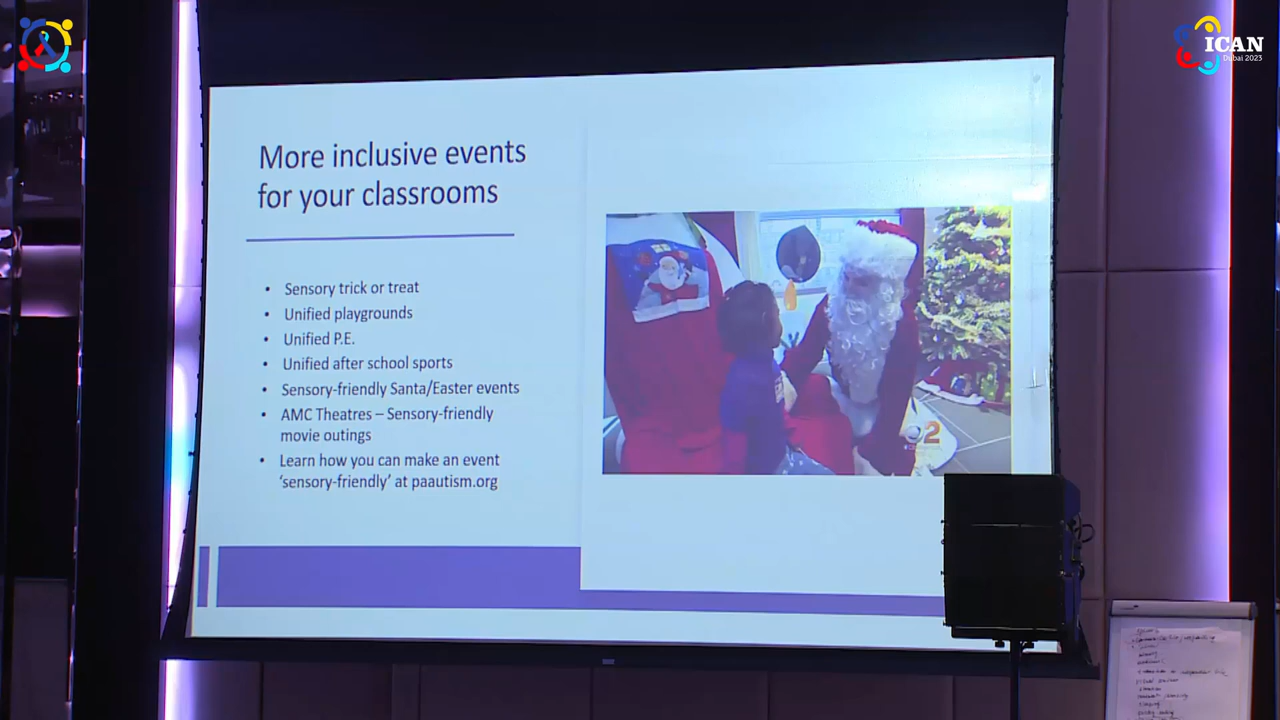 ICAN
Dubai 2023
More inclusive events
for your classrooms
• Sensory trick or treat
• Unified playgrounds
• Unified P.E.
• Unified after school sports
• Sensory-friendly Santa/Easter events
• AMC Theatres – Sensory-friendly
movie outings
• Learn how you can make an event
‘sensory-friendly’ at paautism.org
2